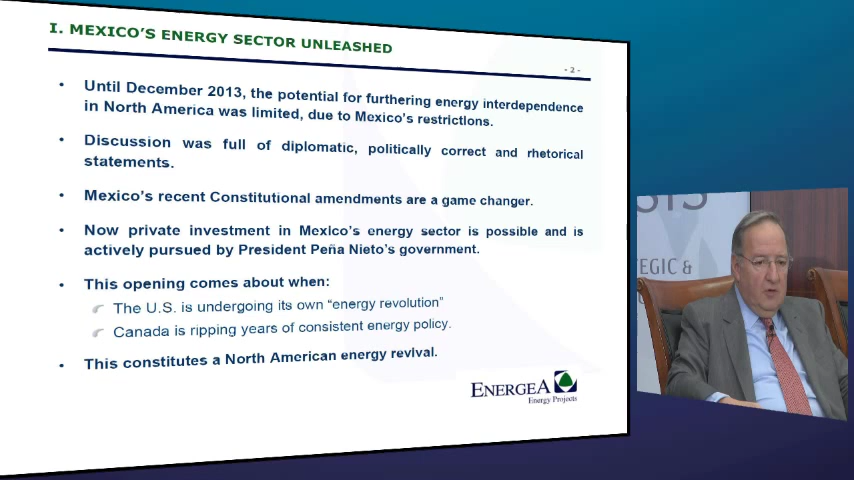 I. MEXICO'S ENERGY SECTOR UNLEASHED
- 2 -
• Until December 2013, the potential for furthering energy interdependence
in North America was limited, due to Mexico's restrictions.
• Discussion was full of diplomatic, politically correct and rhetorical
statements.
• Mexico's recent Constitutional amendments are a game changer.
• Now private investment in Mexico's energy sector is possible and is
actively pursued by President Peña Nieto's government.
• This opening comes about when:
The U.S. is undergoing its own “energy revolution”
Canada is ripping years of consistent energy policy.
• This constitutes a North American energy revival.
ENERGEA
Energy Projects
TEGIC &